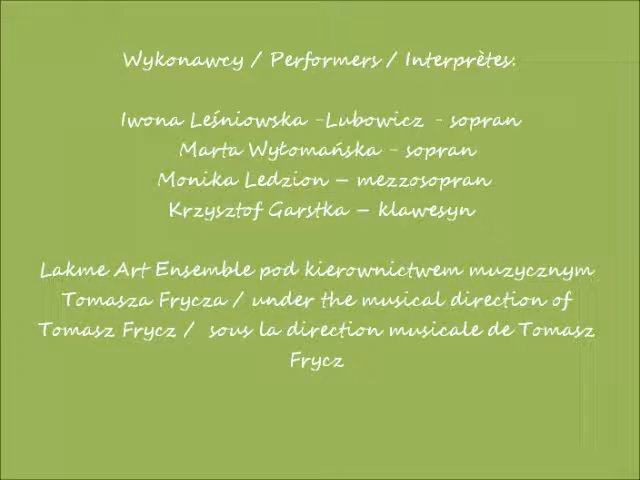 Wykonawcy / Performers / Interprètes:
Iwona Leśniowska -Lubowicz - sopran
Marta Wyłomańska - sopran
Monika Ledzion – mezzosopran
Krzysztof Garstka – klawesyn
Lakme Art Ensemble pod kierownictwem muzycznym
Tomasza Frycza / under the musical direction of
Tomasz Frycz / sous la direction musicale de Tomasz
Frycz